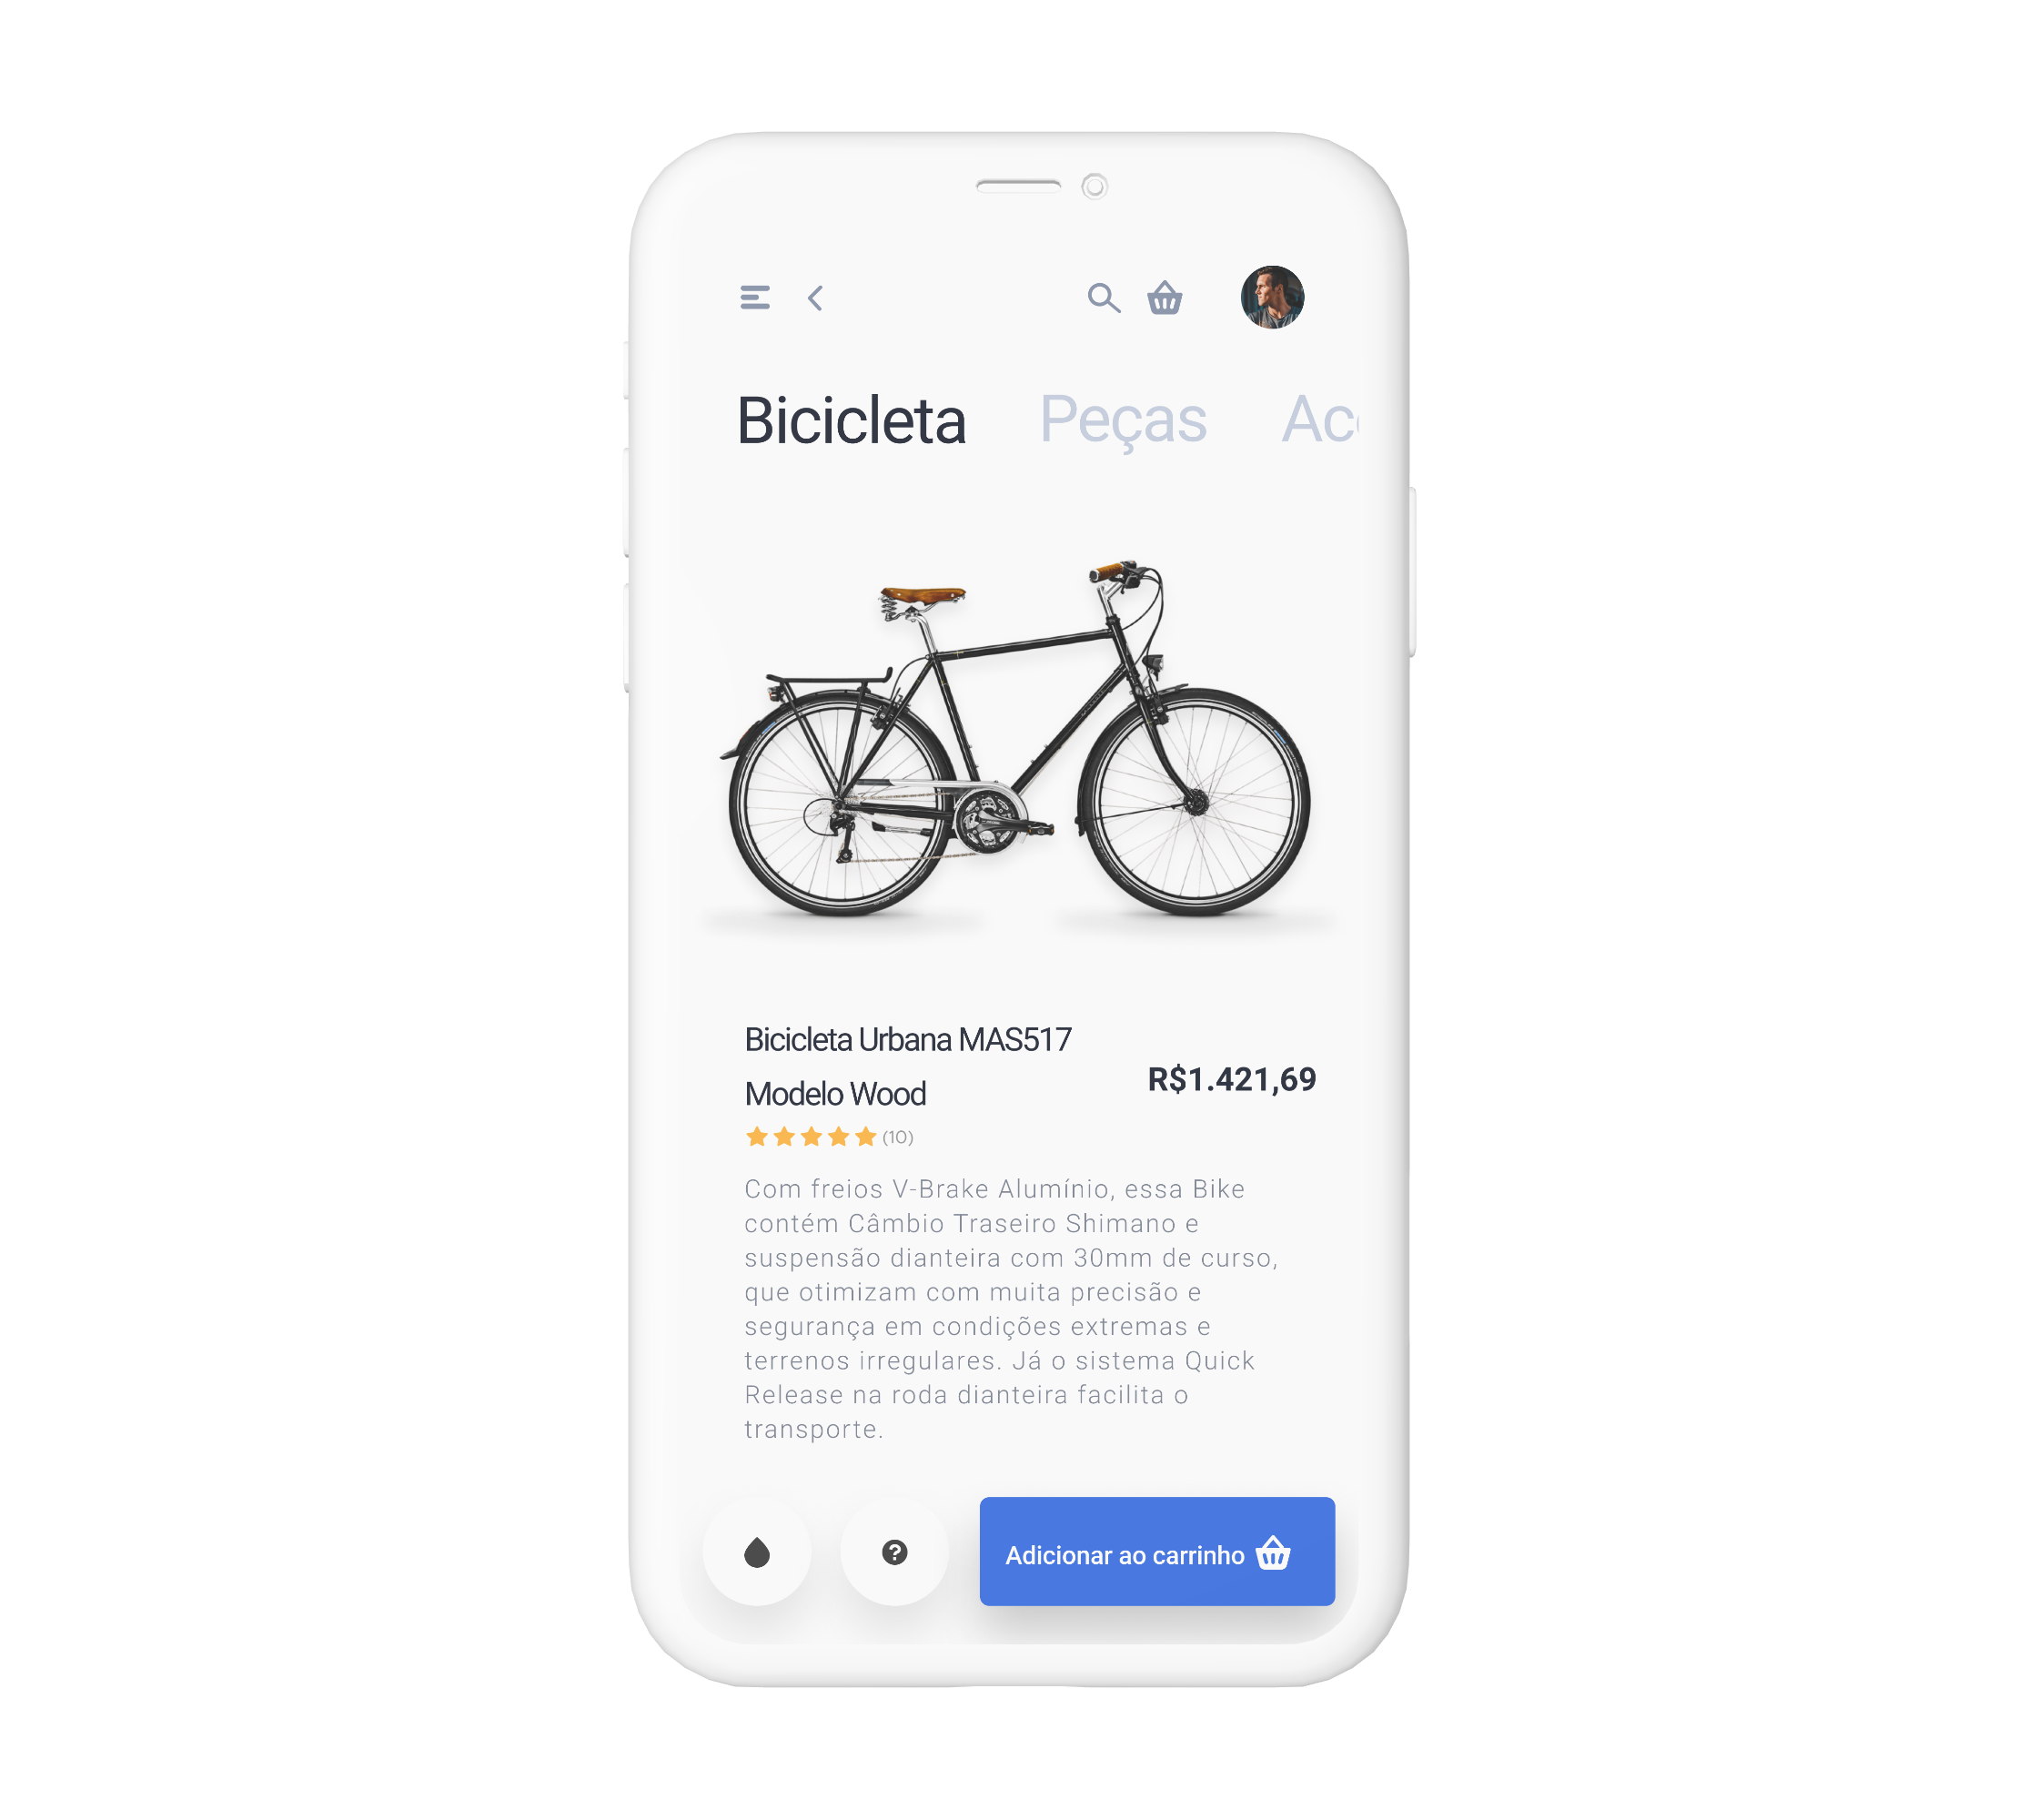 Bicicleta Peças
Bicicleta Urbana MAS517
Modelo Wood
R$1.421,69
(10)
Com freios V-Brake Alumínio, essa Bike
contém Câmbio Traseiro Shimano e
suspensão dianteira com 30mm de curso,
que otimizam com muita precisão e
segurança em condições extremas e
terrenos irregulares. Já o sistema Quick
Release na roda dianteira facilita o
transporte.
Adicionar ao carrinho